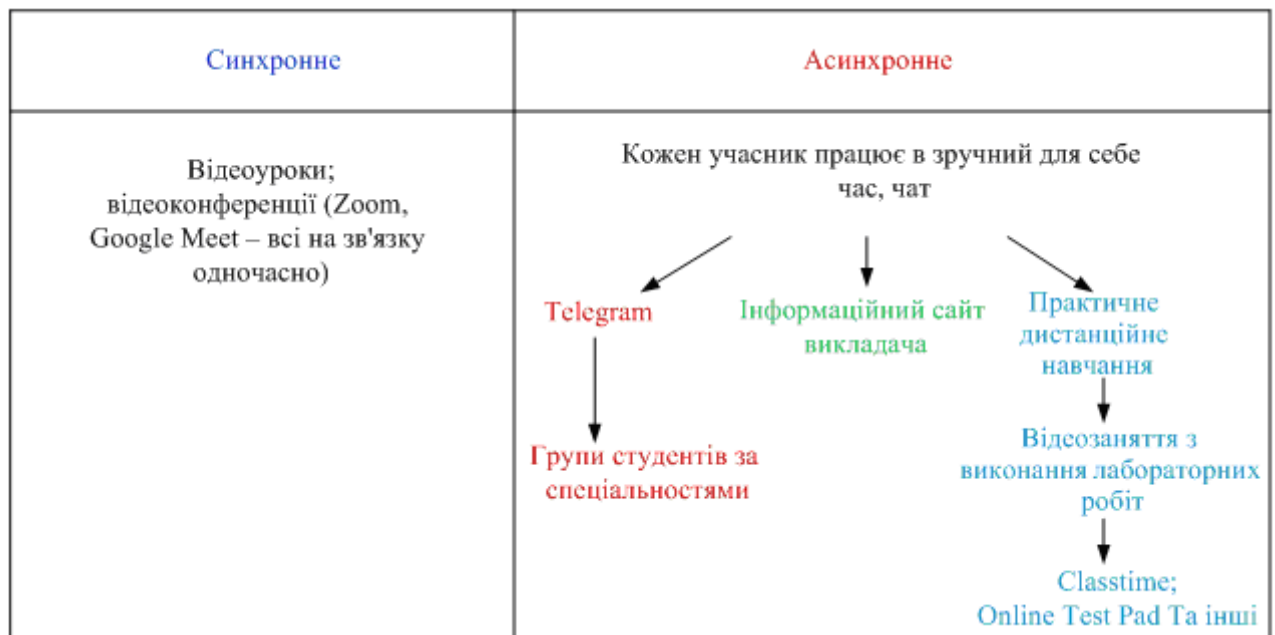 Синхронне
Асинхронне
Відеоуроки;
відеоконференції (Zoom,
Google Meet – всі на зв'язку
одночасно)
Кожен учасник працює в зручний для себе
час, чат
Telegram
Групи студентів за
спеціальностями
Інформаційний сайт
викладача
Практичне
дистанційне
навчання
Відеозаняття з
виконання лабораторних
робіт
Classtime;
Online Test Pad Та інші